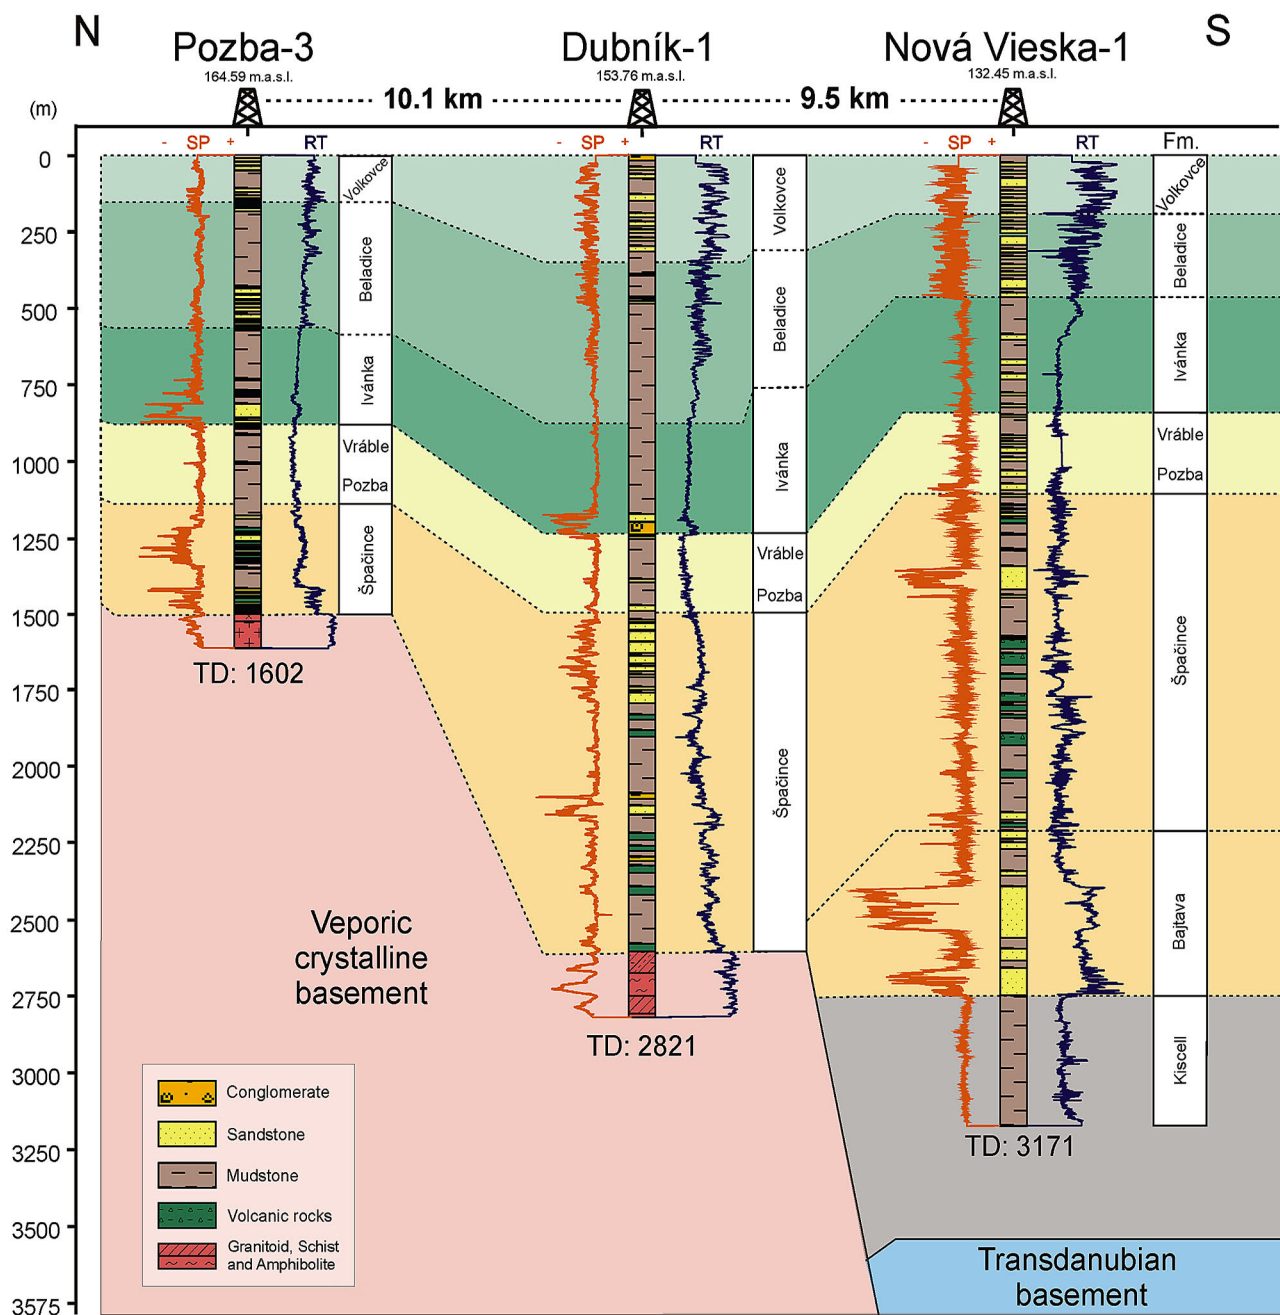 N
S
Pozba-3
Dubník-1
Nová Vieska-1
164.59 m.a.s.l.
153.76 m.a.s.l.
132.45 m.a.s.l.
10.1 km
9.5 km
(m)
- SP + RT
- SP + RT
- SP + RT
Fm.
0
250
500
750
1000
1250
1500
1750
2000
2250
2500
2750
3000
3250
3500
3575
Volkovce
Beladice
Ivánka
Vráble
Pozba
Špačince
TD: 1602
Volkovce
Beladice
Ivánka
Vráble
Pozba
Špačince
TD: 2821
Volkovce
Beladice
Ivánka
Vráble
Pozba
Špačince
Bajtava
Kiscell
TD: 3171
Veporic
crystalline
basement
Transdanubian
basement
Conglomerate
Sandstone
Mudstone
Volcanic rocks
Granitoid, Schist
and Amphibolite